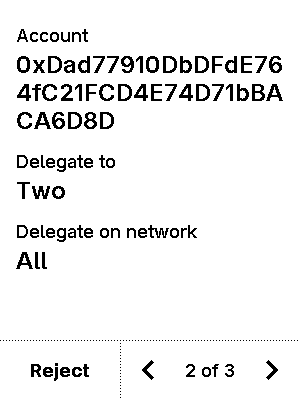 Account
0xDad77910DbDFdE76
4fC21FCD4E74D71bBA
CA6D8D
Delegate to
Two
Delegate on network
All
Reject
2 of 3